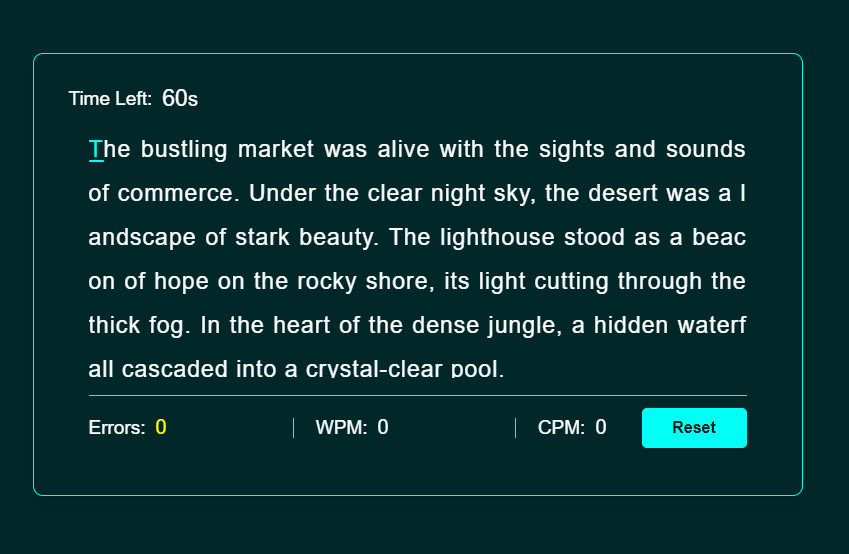 Time Left: 60s
The bustling market was alive with the sights and sounds
of commerce. Under the clear night sky, the desert was a l
andscape of stark beauty. The lighthouse stood as a beac
on of hope on the rocky shore, its light cutting through the
thick fog. In the heart of the dense jungle, a hidden waterf
all cascaded into a crystal-clear pool.
Errors: 0 WPM: 0 CPM: 0 Reset